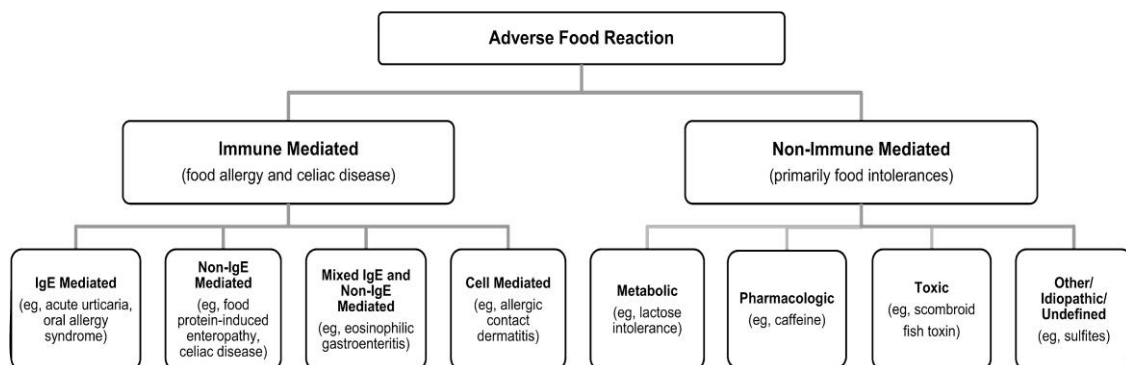 Adverse Food Reaction
Immune Mediated
(food allergy and celiac disease)
Non-Immune Mediated
(primarily food intolerances)
IgE Mediated
(eg, acute urticaria,
oral allergy
syndrome)
Non-IgE
Mediated
(eg, food
protein-induced
enteropathy,
celiac disease)
Mixed IgE and
Non-IgE
Mediated
(eg, eosinophilic
gastroenteritis)
Cell Mediated
(eg, allergic
contact
dermatitis)
Metabolic
(eg, lactose
intolerance)
Pharmacologic
(eg, caffeine)
Toxic
(eg, scombroid
fish toxin)
Other/
Idiopathic/
Undefined
(eg, sulfites)